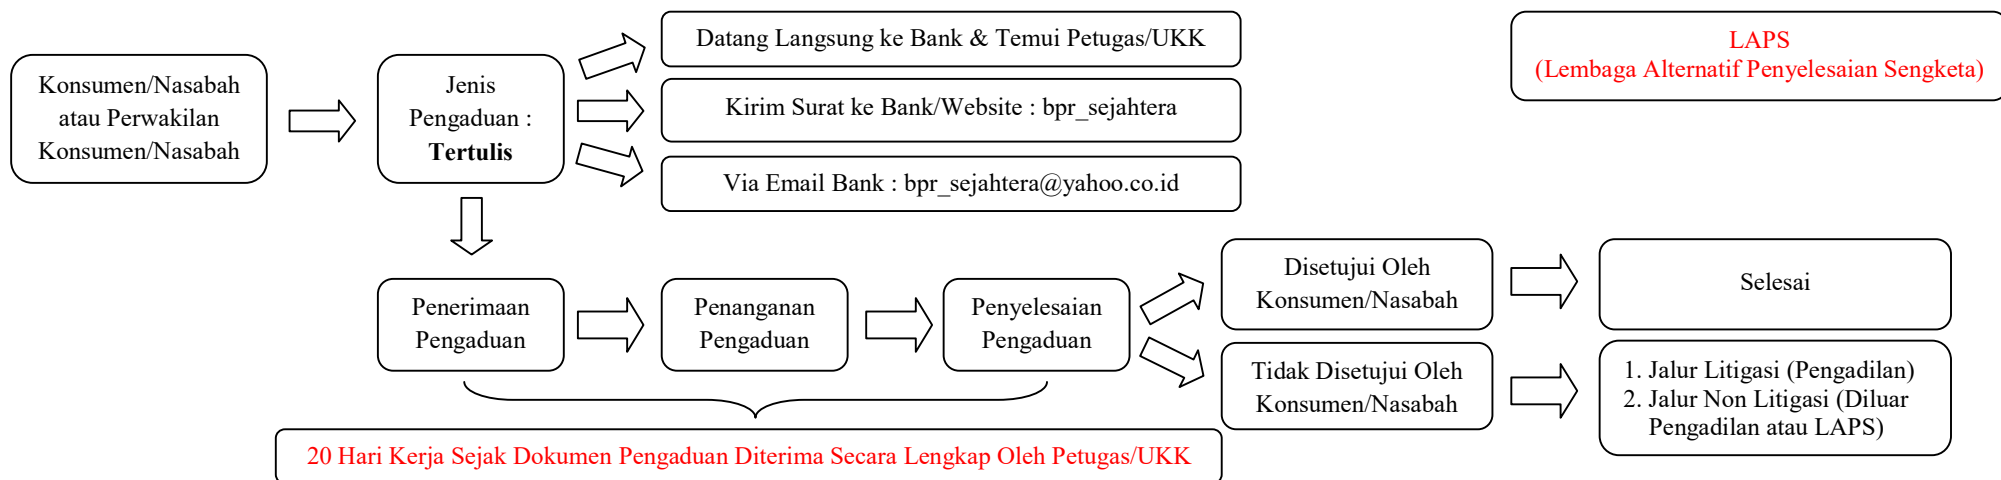 Konsumen/Nasabah
atau Perwakilan
Konsumen/Nasabah
Jenis
Pengaduan :
Tertulis
Datang Langsung ke Bank & Temui Petugas/UKK
Kirim Surat ke Bank/Website : bpr_sejahtera
Via Email Bank : bpr_sejahtera@yahoo.co.id
LAPS
(Lembaga Alternatif Penyelesaian Sengketa)
Penerimaan
Pengaduan
Penanganan
Pengaduan
Penyelesaian
Pengaduan
Disetujui Oleh
Konsumen/Nasabah
Selesai
Tidak Disetujui Oleh
Konsumen/Nasabah
1. Jalur Litigasi (Pengadilan)
2. Jalur Non Litigasi (Diluar
Pengadilan atau LAPS)
20 Hari Kerja Sejak Dokumen Pengaduan Diterima Secara Lengkap Oleh Petugas/UKK